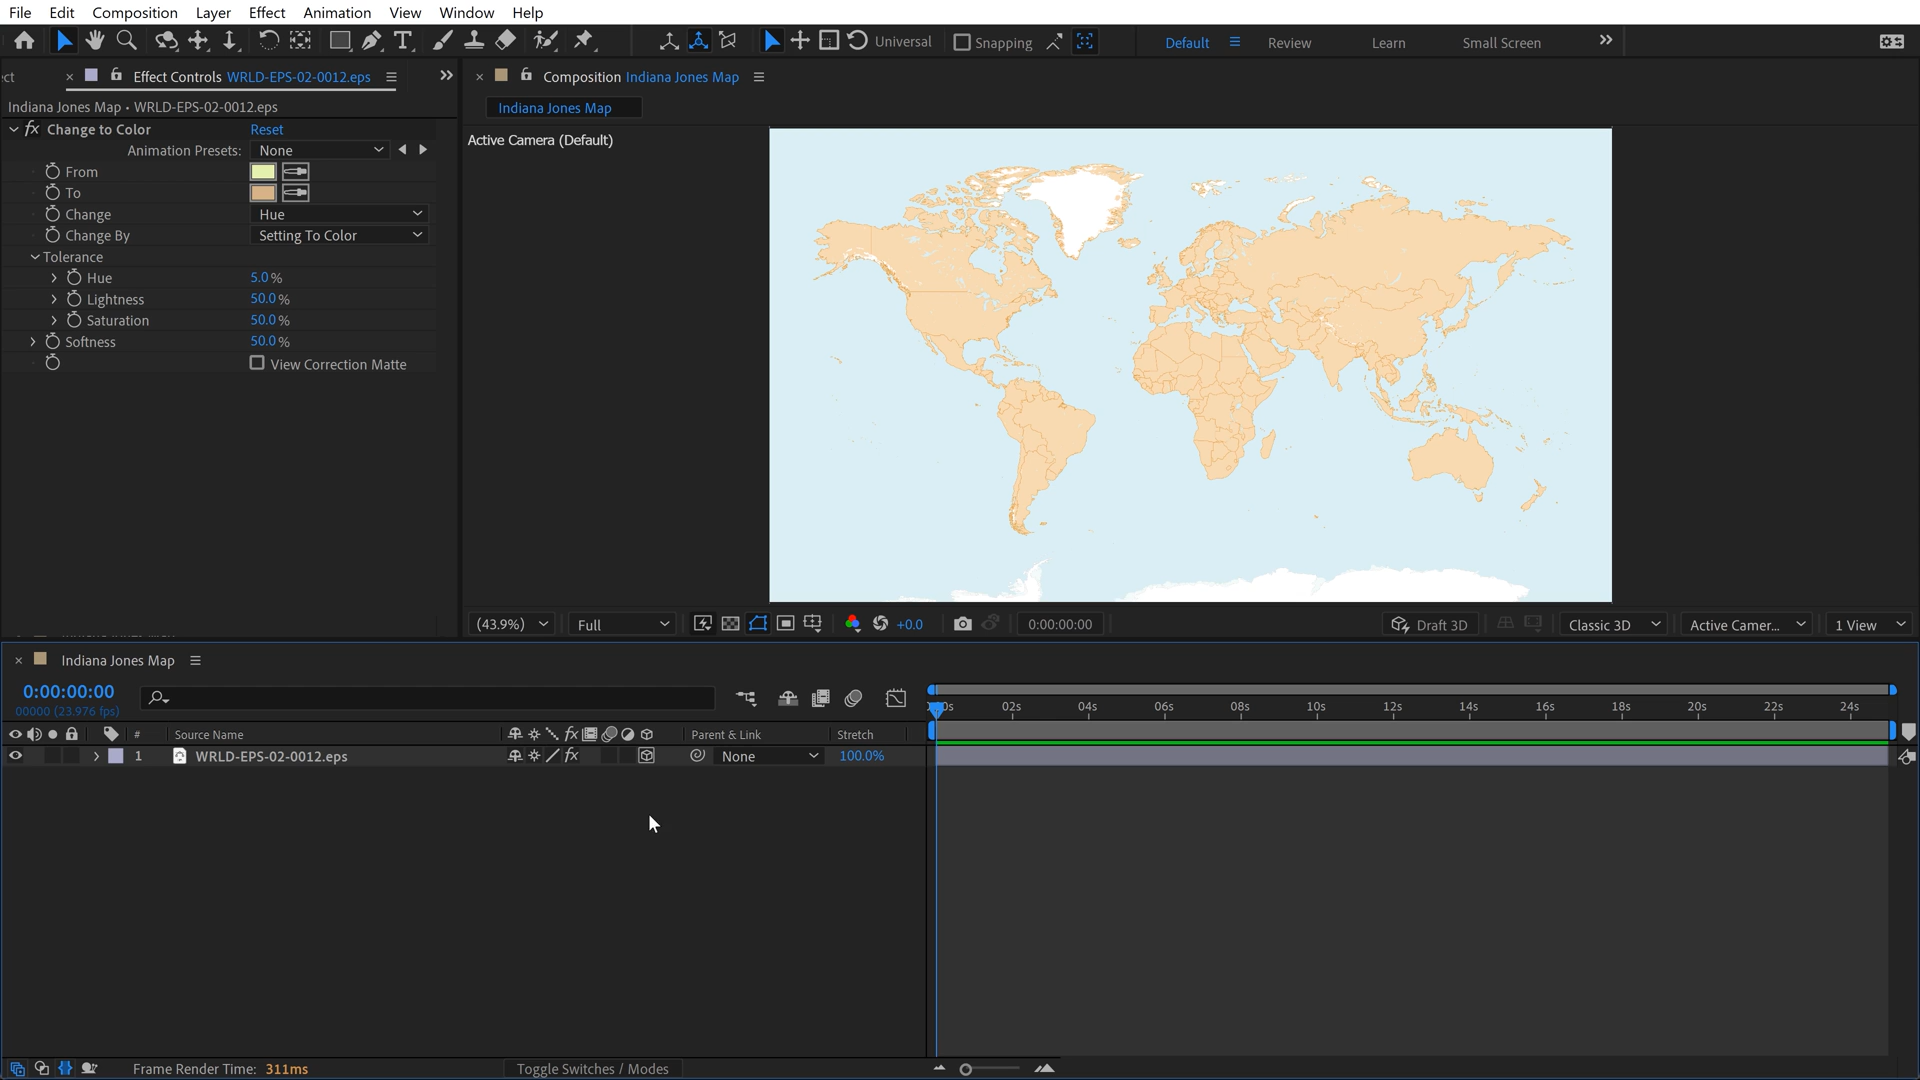 File Edit Composition Layer Effect Animation View Window Help
Universal Snapping Default Review Learn Small Screen
ct × Effect Controls WRLD-EPS-02-0012.eps
× Composition Indiana Jones Map
Indiana Jones Map • WRLD-EPS-02-0012.eps
Indiana Jones Map
fx Change to Color Reset
Animation Presets: None
From
To
Change Hue
Change By Setting To Color
Tolerance
Hue 5.0 %
Lightness 50.0 %
Saturation 50.0 %
Softness 50.0 %
View Correction Matte
Active Camera (Default)
(43.9%) Full +0.0 0:00:00:00 Draft 3D Classic 3D Active Camer... 1 View
× Indiana Jones Map
0:00:00:00
00000 (23.976 fps)
0s 02s 04s 06s 08s 10s 12s 14s 16s 18s 20s 22s 24s
# Source Name fx Parent & Link Stretch
1 WRLD-EPS-02-0012.eps fx None 100.0%
Frame Render Time: 311ms Toggle Switches / Modes